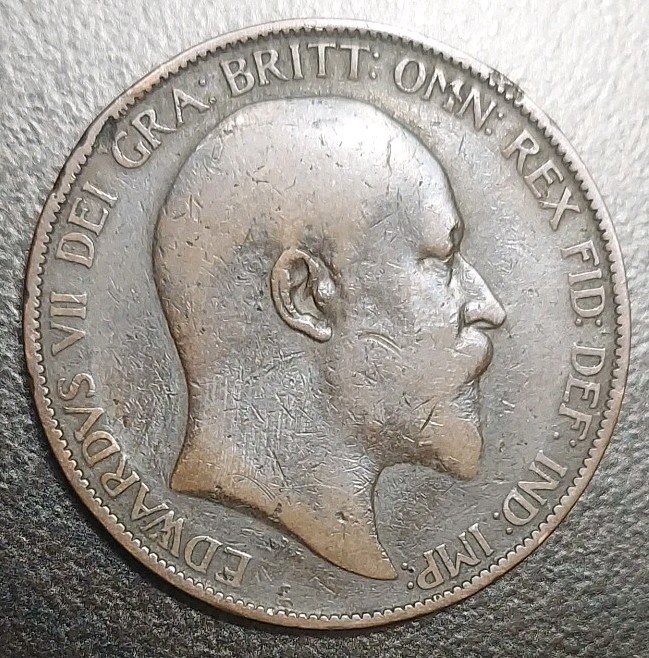 EDWARDVS VII DEI GRA: BRITT: OMN: REX FID: DEF: IND: IMP: